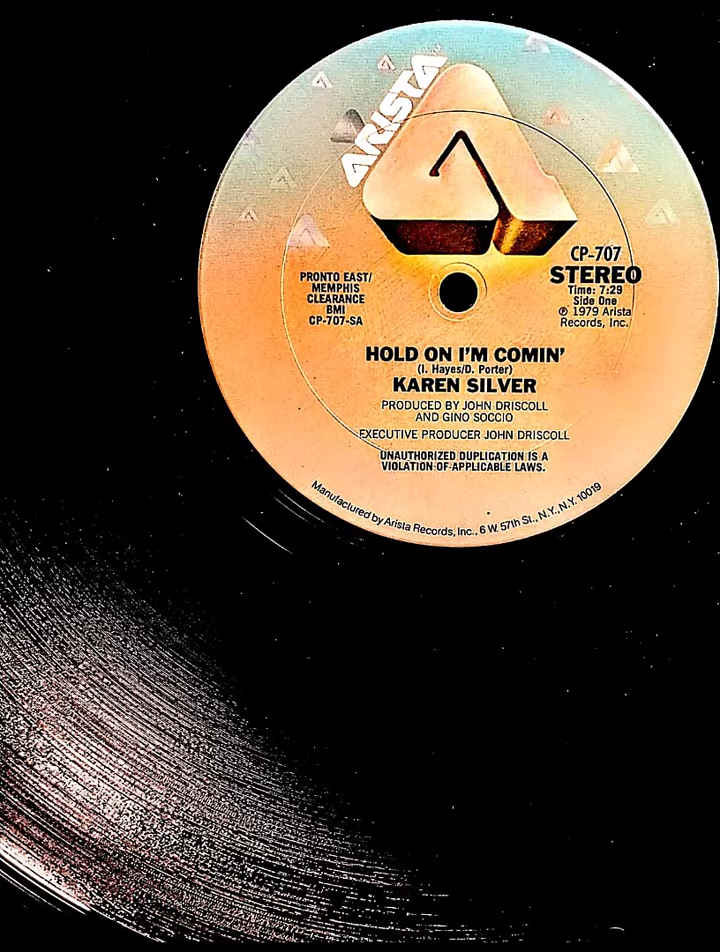 ARISTA
CP-707
STEREO
Time: 7:29
Side One
℗ 1979 Arista
Records, Inc.
PRONTO EAST/
MEMPHIS
CLEARANCE
BMI
CP-707-SA
HOLD ON I'M COMIN'
(I. Hayes/D. Porter)
KAREN SILVER
PRODUCED BY JOHN DRISCOLL
AND GINO SOCCIO
EXECUTIVE PRODUCER JOHN DRISCOLL
UNAUTHORIZED DUPLICATION IS A
VIOLATION OF APPLICABLE LAWS.
Manufactured by Arista Records, Inc., 6 W. 57th St., N.Y., N.Y. 10019